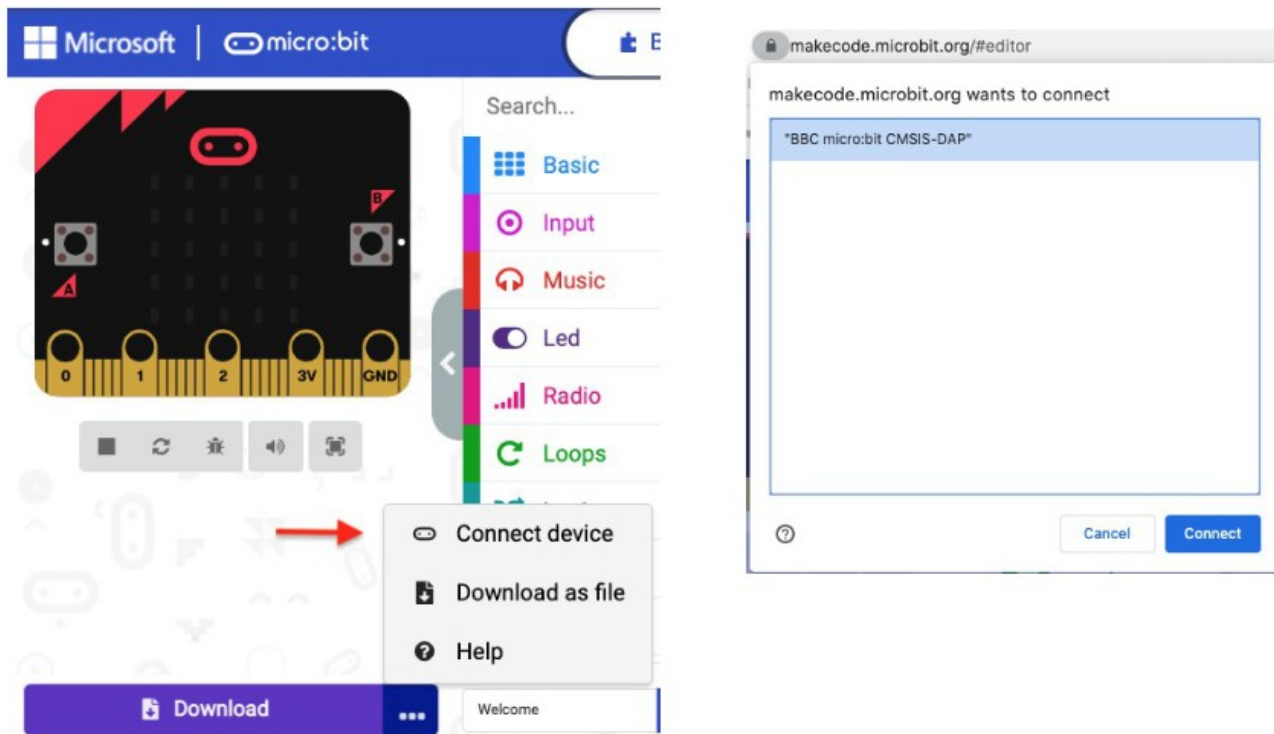 Microsoft | micro:bit
Search...
Basic
Input
Music
Led
Radio
Loops
B
A
0 1 2 3V GND
Connect device
Download as file
Help
Download
Welcome
makecode.microbit.org/#editor
makecode.microbit.org wants to connect
"BBC micro:bit CMSIS-DAP"
Cancel Connect